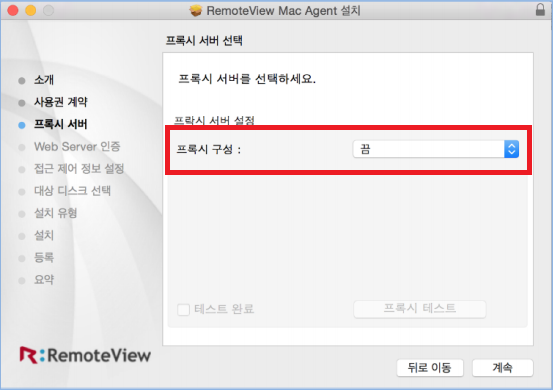 RemoteView Mac Agent 설치
프록시 서버 선택
소개
사용권 계약
프록시 서버
Web Server 인증
접근 제어 정보 설정
대상 디스크 선택
설치 유형
설치
등록
요약
프록시 서버를 선택하세요.
프락시 서버 설정
프록시 구성 :
끔
테스트 완료
프록시 테스트
R:RemoteView
뒤로 이동
계속